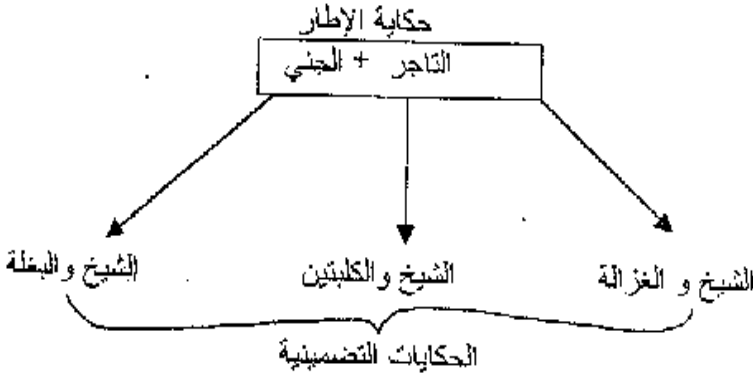 حكاية الإطار
التاجر + الجني
الشيخ و الغزالة
الشيخ والكلبتين
الشيخ والبغلة
الحكايات التضمينية